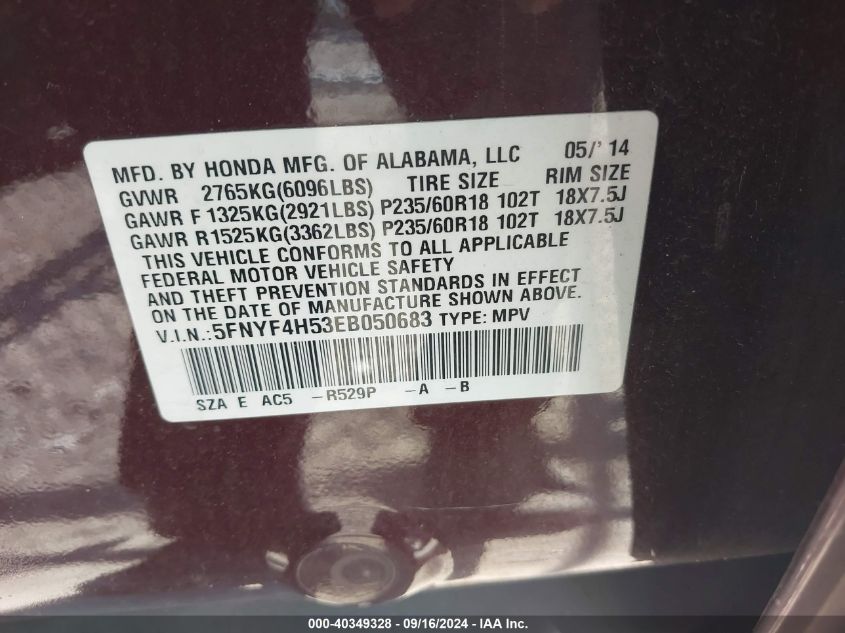 MFD. BY HONDA MFG. OF ALABAMA, LLC 05/' 14
GVWR 2765KG(6096LBS) TIRE SIZE RIM SIZE
GAWR F 1325KG(2921LBS) P235/60R18 102T 18X7.5J
GAWR R1525KG(3362LBS) P235/60R18 102T 18X7.5J
THIS VEHICLE CONFORMS TO ALL APPLICABLE
FEDERAL MOTOR VEHICLE SAFETY
AND THEFT PREVENTION STANDARDS IN EFFECT
ON THE DATE OF MANUFACTURE SHOWN ABOVE.
V.I.N.:5FNYF4H53EB050683 TYPE: MPV
SZA E AC5 -R529P -A -B
000-40349328 - 09/16/2024 - IAA Inc.